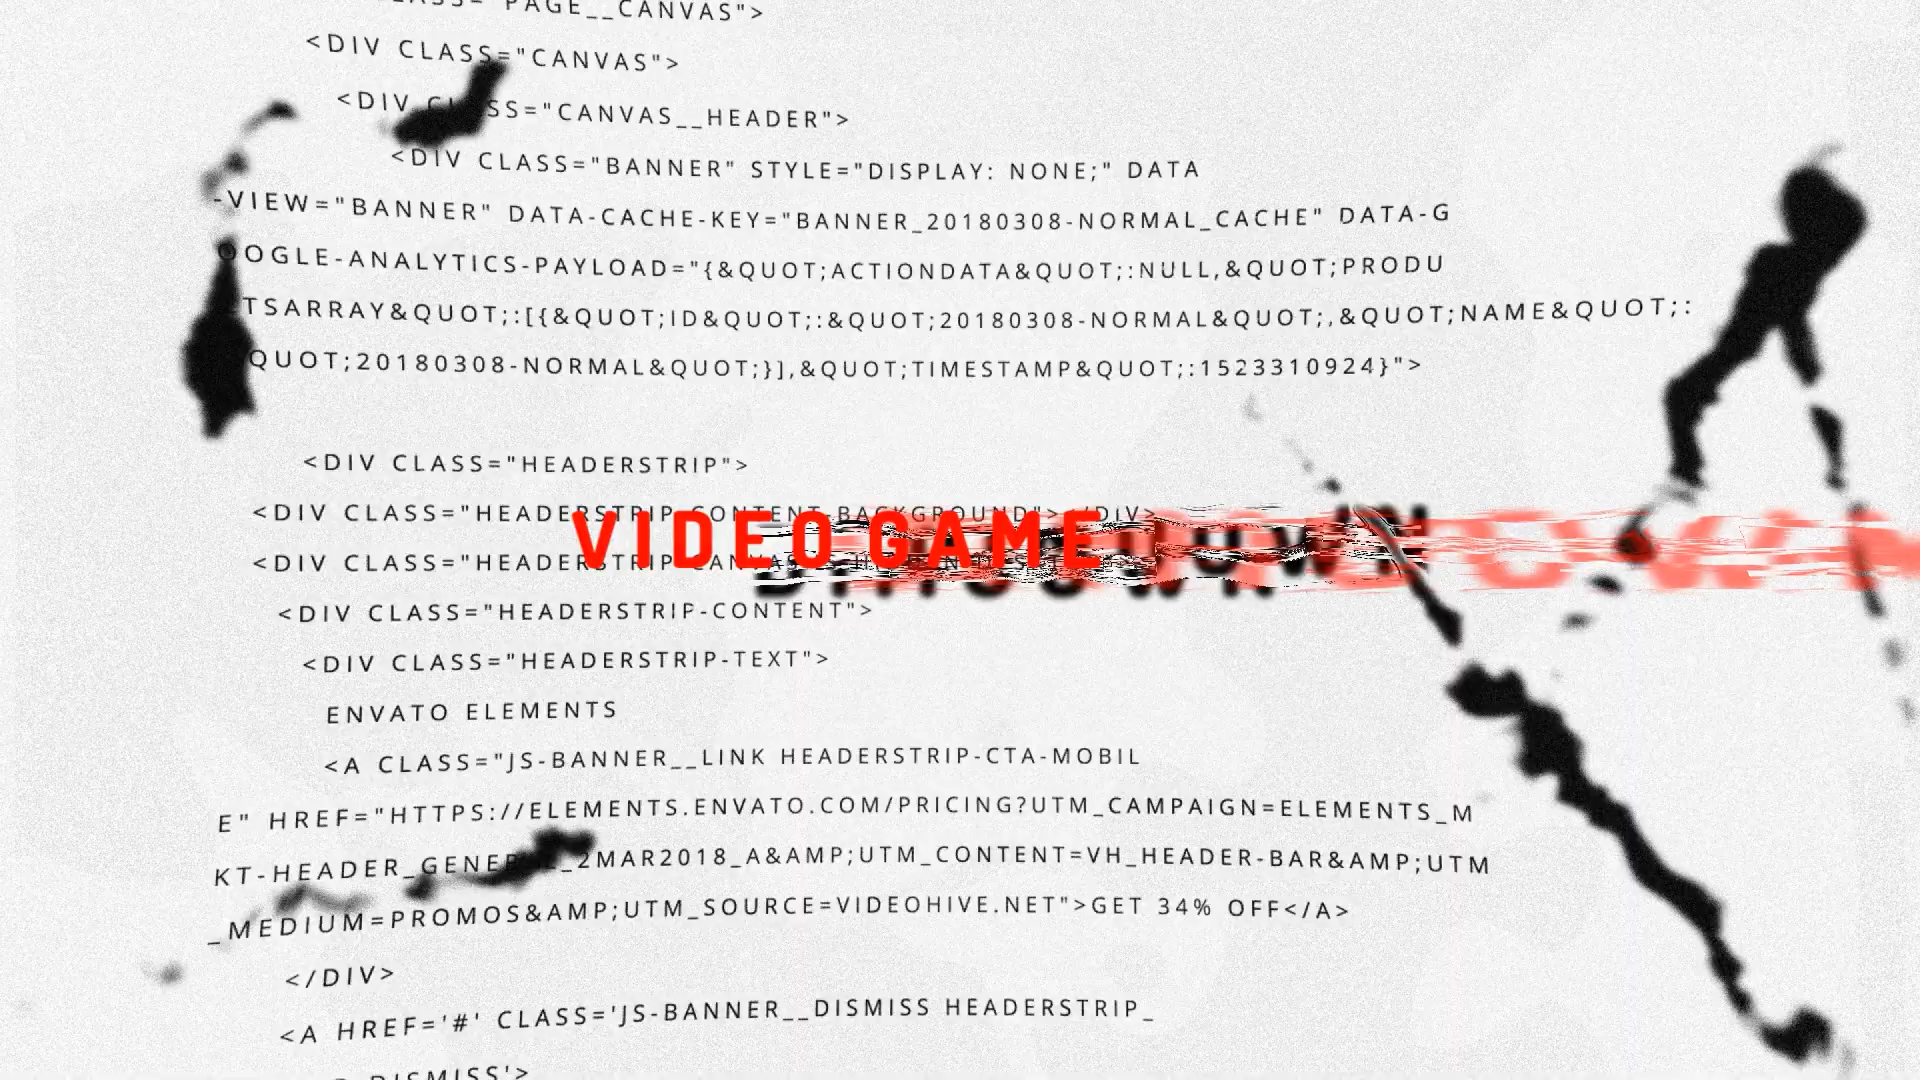 PAGE__CANVAS">
<DIV CLASS="CANVAS">
<DIV CLASS="CANVAS__HEADER">
<DIV CLASS="BANNER" STYLE="DISPLAY: NONE;" DATA
-VIEW="BANNER" DATA-CACHE-KEY="BANNER_20180308-NORMAL_CACHE" DATA-G
OOGLE-ANALYTICS-PAYLOAD="{&QUOT;ACTIONDATA&QUOT;:NULL,&QUOT;PRODU
TSARRAY&QUOT;:[{&QUOT;ID&QUOT;:&QUOT;20180308-NORMAL&QUOT;,&QUOT;NAME&QUOT;:
QUOT;20180308-NORMAL&QUOT;}],&QUOT;TIMESTAMP&QUOT;:1523310924}">
<DIV CLASS="HEADERSTRIP">
<DIV CLASS="HEADERSTRIP-CONTENT-BACKGROUND"></DIV>
VIDEO GAME
<DIV CLASS="HEADERSTRIP
<DIV CLASS="HEADERSTRIP-CONTENT">
<DIV CLASS="HEADERSTRIP-TEXT">
ENVATO ELEMENTS
<A CLASS="JS-BANNER__LINK HEADERSTRIP-CTA-MOBIL
E" HREF="HTTPS://ELEMENTS.ENVATO.COM/PRICING?UTM_CAMPAIGN=ELEMENTS_M
KT-HEADER_GENE _2MAR2018_A&AMP;UTM_CONTENT=VH_HEADER-BAR&AMP;UTM
_MEDIUM=PROMOS&AMP;UTM_SOURCE=VIDEOHIVE.NET">GET 34% OFF</A>
</DIV>
<A HREF='#' CLASS='JS-BANNER__DISMISS HEADERSTRIP_
DISMISS'>